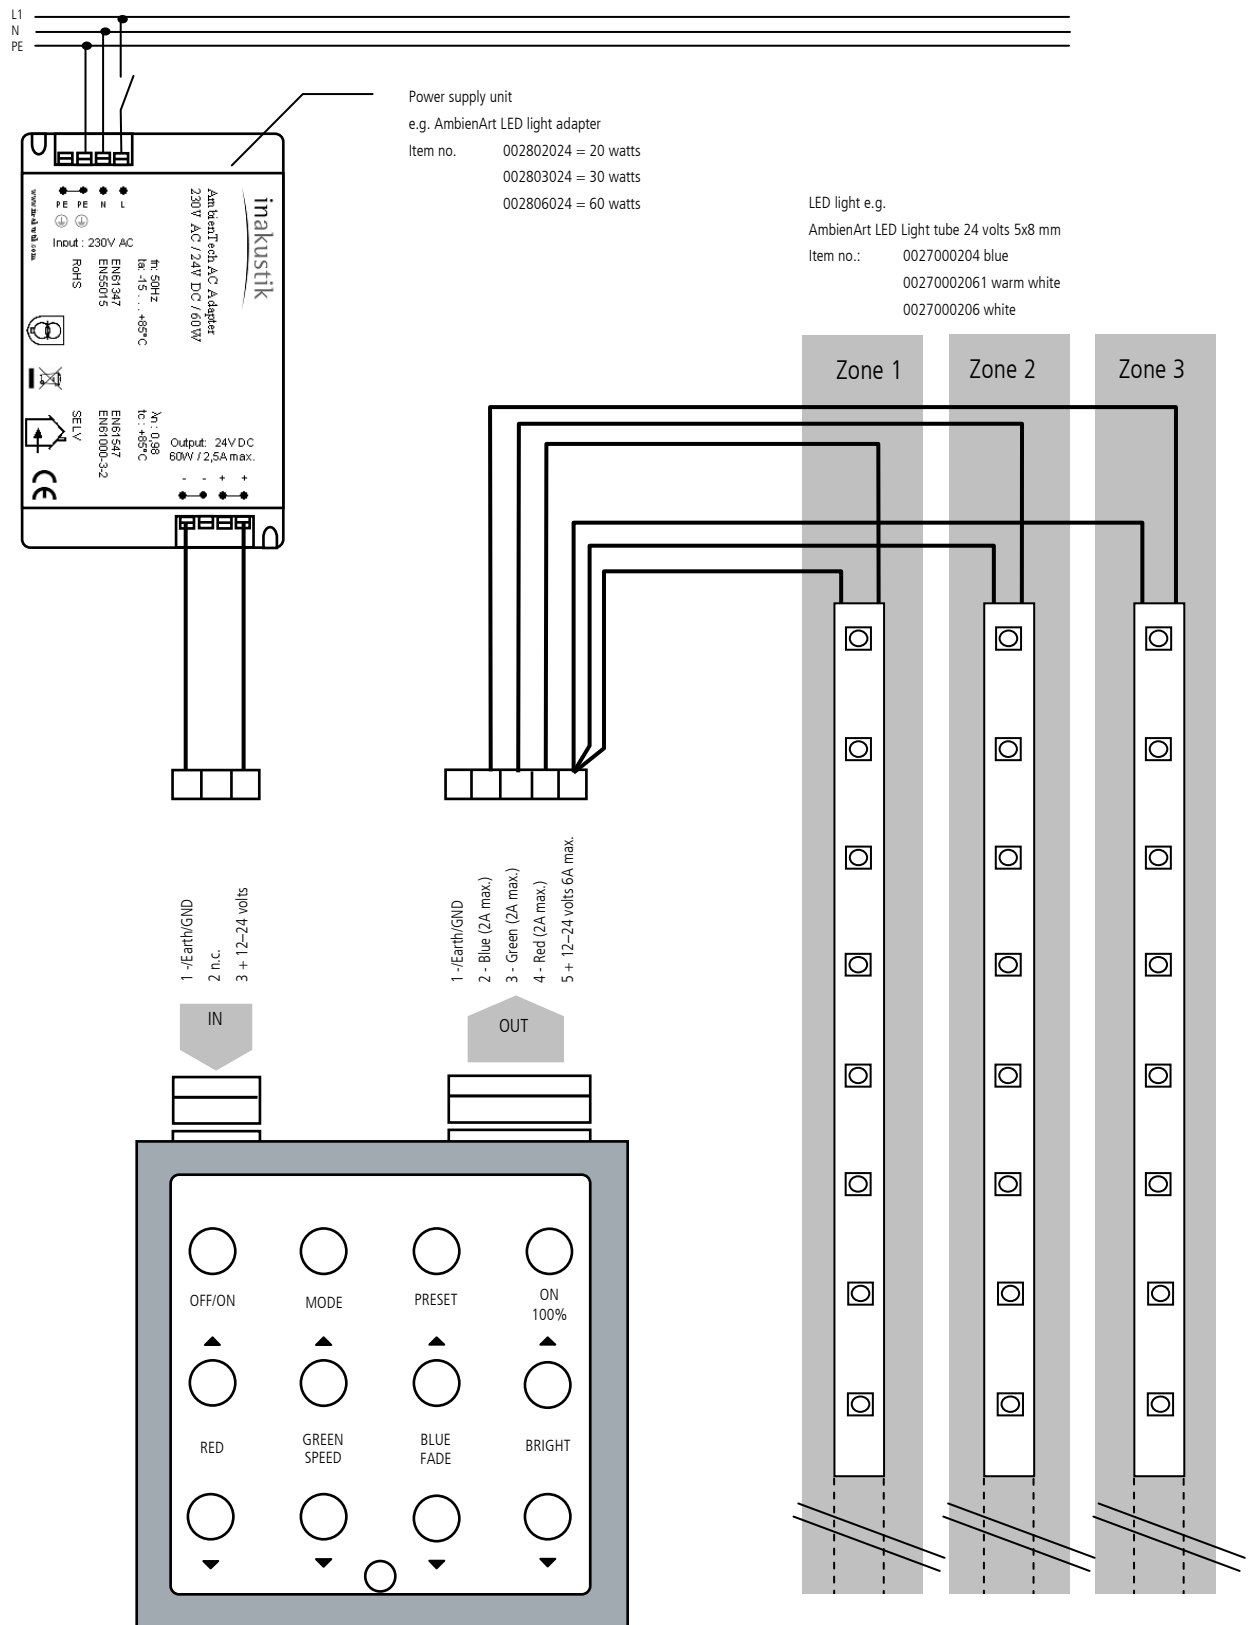 L1
N
PE
Power supply unit
e.g. AmbienArt LED light adapter
Item no. 002802024 = 20 watts
002803024 = 30 watts
002806024 = 60 watts
LED light e.g.
AmbienArt LED Light tube 24 volts 5x8 mm
Item no.: 0027000204 blue
00270002061 warm white
0027000206 white
PE PE N L
Input : 230V AC
inakustik
AmbienTech AC Adapter
230V AC / 24V DC / 60W
fn: 50Hz
ta: -15 . . . +85°C
EN61347
EN55015
RoHS
www.inakustik.com
λn : 0,98
tc : +85°C
EN61547
EN61000-3-2
SELV
CE
Output: 24V DC
60W / 2,5A max.
- - + +
Zone 1
Zone 2
Zone 3
1 -/Earth/GND
2 n.c.
3 + 12–24 volts
1 -/Earth/GND
2 - Blue (2A max.)
3 - Green (2A max.)
4 - Red (2A max.)
5 + 12–24 volts 6A max.
IN
OUT
OFF/ON
MODE
PRESET
ON
100%
RED
GREEN
SPEED
BLUE
FADE
BRIGHT